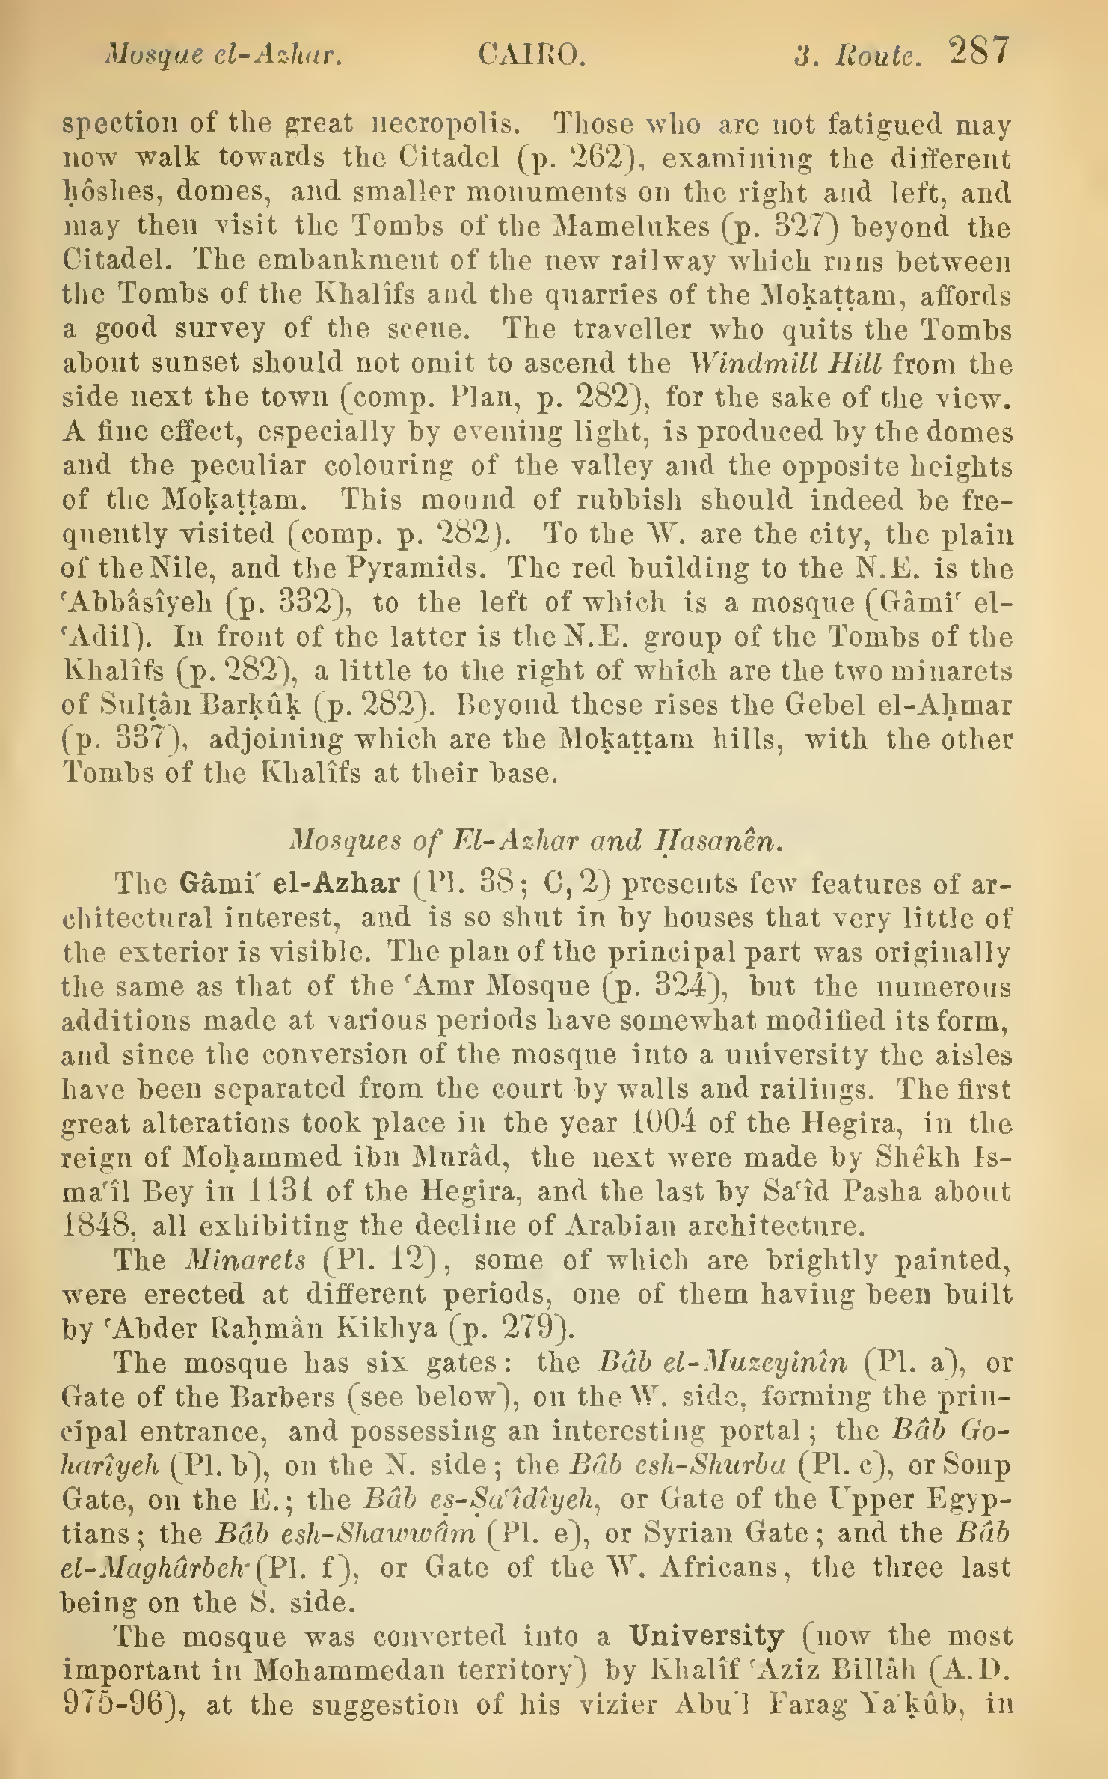 Mosque el-Azhar. CAIRO. 3. Route. 287
spection of the great necropolis. Those who are not fatigued may
now walk towards the Citadel (p. 262), examining the different
ḥôshes, domes, and smaller monuments on the right and left, and
may then visit the Tombs of the Mamelukes (p. 327) beyond the
Citadel. The embankment of the new railway which runs between
the Tombs of the Khalîfs and the quarries of the Moḳaṭṭam, affords
a good survey of the scene. The traveller who quits the Tombs
about sunset should not omit to ascend the Windmill Hill from the
side next the town (comp. Plan, p. 282), for the sake of the view.
A fine effect, especially by evening light, is produced by the domes
and the peculiar colouring of the valley and the opposite heights
of the Moḳaṭṭam. This mound of rubbish should indeed be fre-
quently visited (comp. p. 282). To the W. are the city, the plain
of the Nile, and the Pyramids. The red building to the N.E. is the
ʿAbbâsîyeh (p. 332), to the left of which is a mosque (Gâmiʿ el-
ʿAdil). In front of the latter is the N.E. group of the Tombs of the
Khalîfs (p. 282), a little to the right of which are the two minarets
of Sulṭân Barḳûḳ (p. 282). Beyond these rises the Gebel el-Aḥmar
(p. 337), adjoining which are the Moḳaṭṭam hills, with the other
Tombs of the Khalîfs at their base.
Mosques of El-Azhar and Ḥasanên.
The Gâmiʿ el-Azhar (Pl. 38; C, 2) presents few features of ar-
chitectural interest, and is so shut in by houses that very little of
the exterior is visible. The plan of the principal part was originally
the same as that of the ʿAmr Mosque (p. 324), but the numerous
additions made at various periods have somewhat modified its form,
and since the conversion of the mosque into a university the aisles
have been separated from the court by walls and railings. The first
great alterations took place in the year 1004 of the Hegira, in the
reign of Moḥammed ibn Murâd, the next were made by Shêkh Is-
maʿîl Bey in 1131 of the Hegira, and the last by Saʿîd Pasha about
1848, all exhibiting the decline of Arabian architecture.
The Minarets (Pl. 12), some of which are brightly painted,
were erected at different periods, one of them having been built
by ʿAbder Raḥmân Kikhya (p. 279).
The mosque has six gates: the Bâb el-Muzeyinîn (Pl. a), or
Gate of the Barbers (see below), on the W. side, forming the prin-
cipal entrance, and possessing an interesting portal; the Bâb Go-
harîyeh (Pl. b), on the N. side; the Bâb esh-Shurba (Pl. c), or Soup
Gate, on the E.; the Bâb eṣ-Ṣaʿîdîyeh, or Gate of the Upper Egyp-
tians; the Bâb esh-Shawwâm (Pl. e), or Syrian Gate; and the Bâb
el-Maghârbeh (Pl. f), or Gate of the W. Africans, the three last
being on the S. side.
The mosque was converted into a University (now the most
important in Mohammedan territory) by Khalîf ʿAziz Billâh (A.D.
975-96), at the suggestion of his vizier Abu'l Farag Yaʿḳûb, in